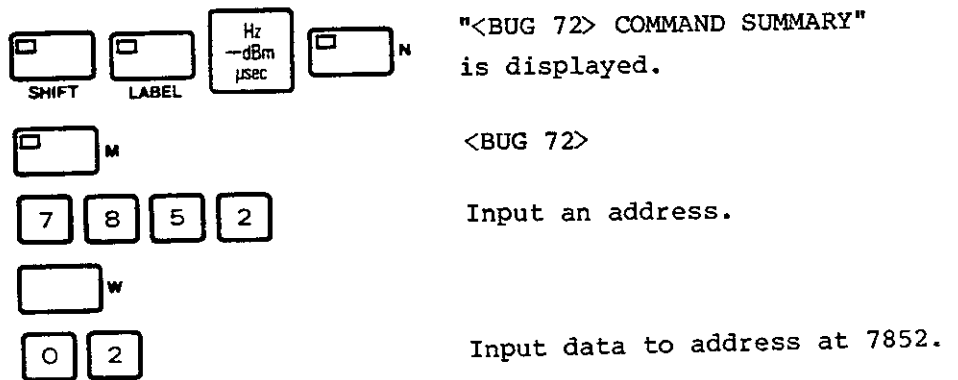 Hz
—dBm
µsec
N
"<BUG 72> COMMAND SUMMARY"
is displayed.
SHIFT LABEL
M
<BUG 72>
7 8 5 2
Input an address.
W
0 2
Input data to address at 7852.